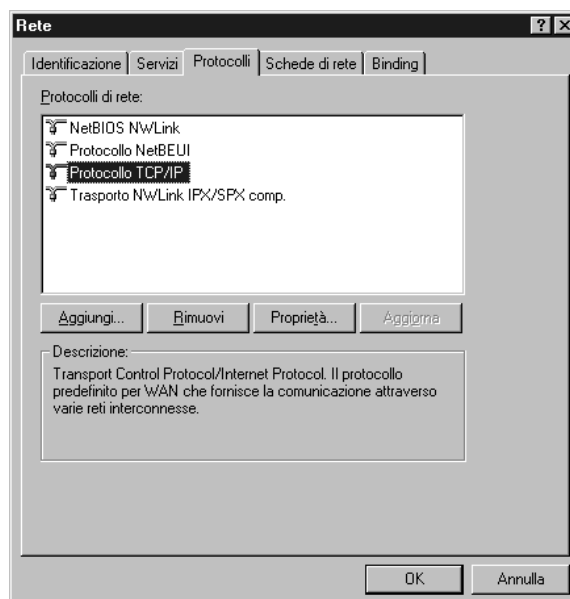 Rete
Identificazione Servizi Protocolli Schede di rete Binding
Protocolli di rete:
NetBIOS NWLink
Protocollo NetBEUI
Protocollo TCP/IP
Trasporto NWLink IPX/SPX comp.
Aggiungi... Rimuovi Proprietà... Aggiorna
Descrizione:
Transport Control Protocol/Internet Protocol. Il protocollo
predefinito per WAN che fornisce la comunicazione attraverso
varie reti interconnesse.
OK Annulla